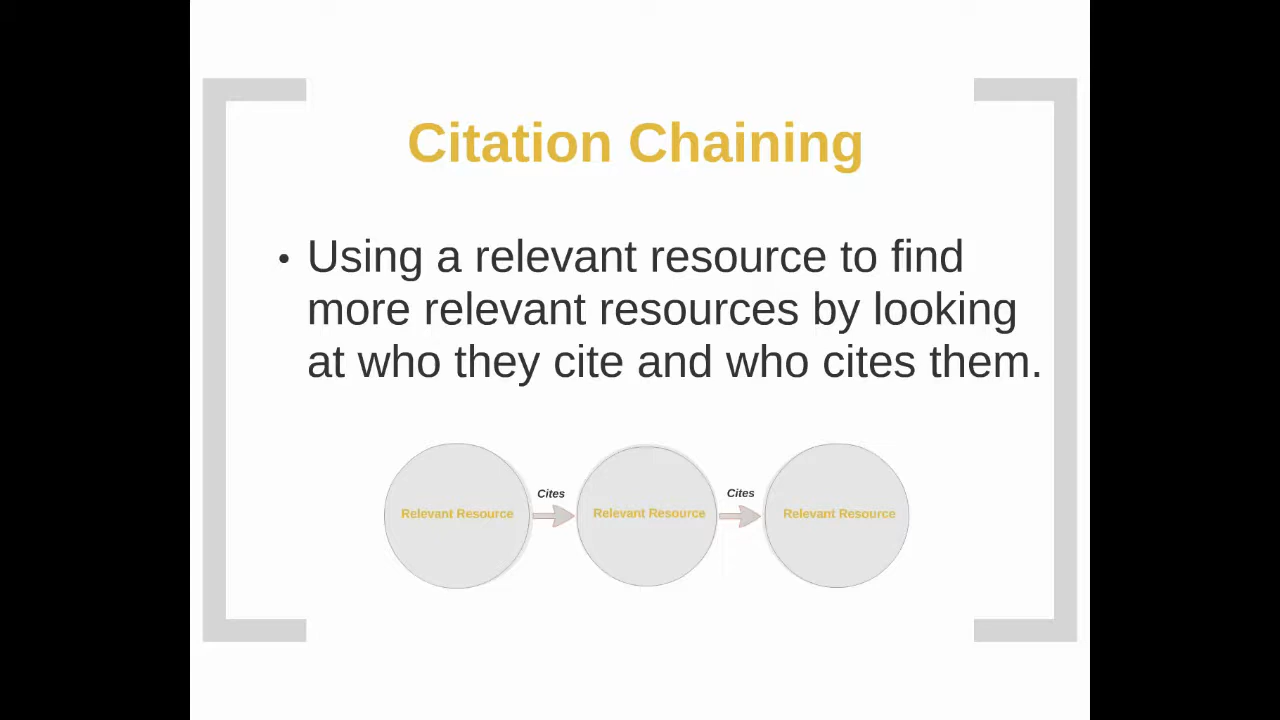 Citation Chaining
• Using a relevant resource to find
more relevant resources by looking
at who they cite and who cites them.
Cites
Cites
Relevant Resource
Relevant Resource
Relevant Resource